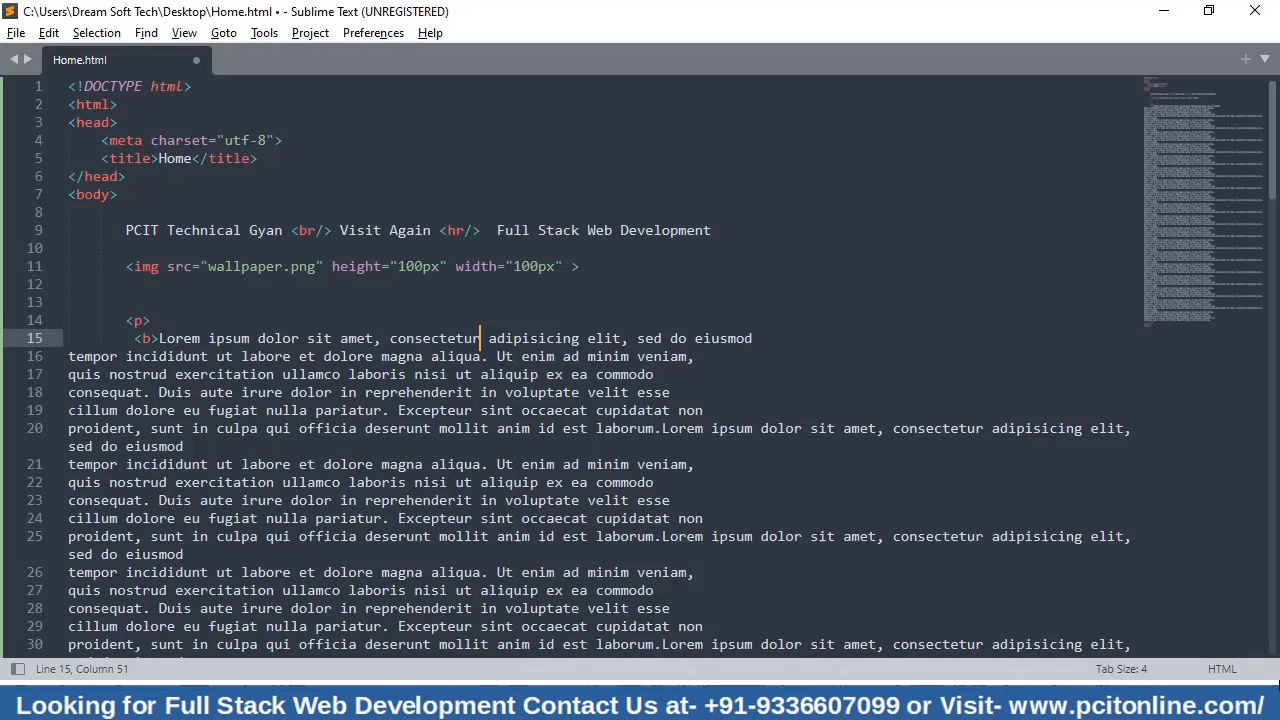 C:\Users\Dream Soft Tech\Desktop\Home.html • - Sublime Text (UNREGISTERED)
File Edit Selection Find View Goto Tools Project Preferences Help
Home.html
1 <!DOCTYPE html>
2 <html>
3 <head>
4 <meta charset="utf-8">
5 <title>Home</title>
6 </head>
7 <body>
8
9 PCIT Technical Gyan <br/> Visit Again <hr/> Full Stack Web Development
10
11 <img src="wallpaper.png" height="100px" width="100px" >
12
13
14 <p>
15 <b>Lorem ipsum dolor sit amet, consectetur adipisicing elit, sed do eiusmod
16 tempor incididunt ut labore et dolore magna aliqua. Ut enim ad minim veniam,
17 quis nostrud exercitation ullamco laboris nisi ut aliquip ex ea commodo
18 consequat. Duis aute irure dolor in reprehenderit in voluptate velit esse
19 cillum dolore eu fugiat nulla pariatur. Excepteur sint occaecat cupidatat non
20 proident, sunt in culpa qui officia deserunt mollit anim id est laborum.Lorem ipsum dolor sit amet, consectetur adipisicing elit,
sed do eiusmod
21 tempor incididunt ut labore et dolore magna aliqua. Ut enim ad minim veniam,
22 quis nostrud exercitation ullamco laboris nisi ut aliquip ex ea commodo
23 consequat. Duis aute irure dolor in reprehenderit in voluptate velit esse
24 cillum dolore eu fugiat nulla pariatur. Excepteur sint occaecat cupidatat non
25 proident, sunt in culpa qui officia deserunt mollit anim id est laborum.Lorem ipsum dolor sit amet, consectetur adipisicing elit,
sed do eiusmod
26 tempor incididunt ut labore et dolore magna aliqua. Ut enim ad minim veniam,
27 quis nostrud exercitation ullamco laboris nisi ut aliquip ex ea commodo
28 consequat. Duis aute irure dolor in reprehenderit in voluptate velit esse
29 cillum dolore eu fugiat nulla pariatur. Excepteur sint occaecat cupidatat non
30 proident, sunt in culpa qui officia deserunt mollit anim id est laborum.Lorem ipsum dolor sit amet, consectetur adipisicing elit,
Line 15, Column 51 Tab Size: 4 HTML
Looking for Full Stack Web Development Contact Us at- +91-9336607099 or Visit- www.pcitonline.com/